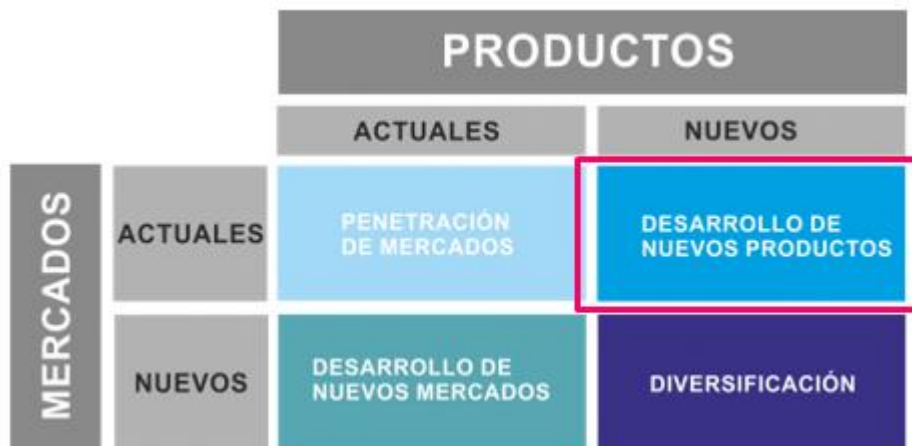 PRODUCTOS
ACTUALES
NUEVOS
MERCADOS
ACTUALES
PENETRACIÓN
DE MERCADOS
DESARROLLO DE
NUEVOS PRODUCTOS
NUEVOS
DESARROLLO DE
NUEVOS MERCADOS
DIVERSIFICACIÓN